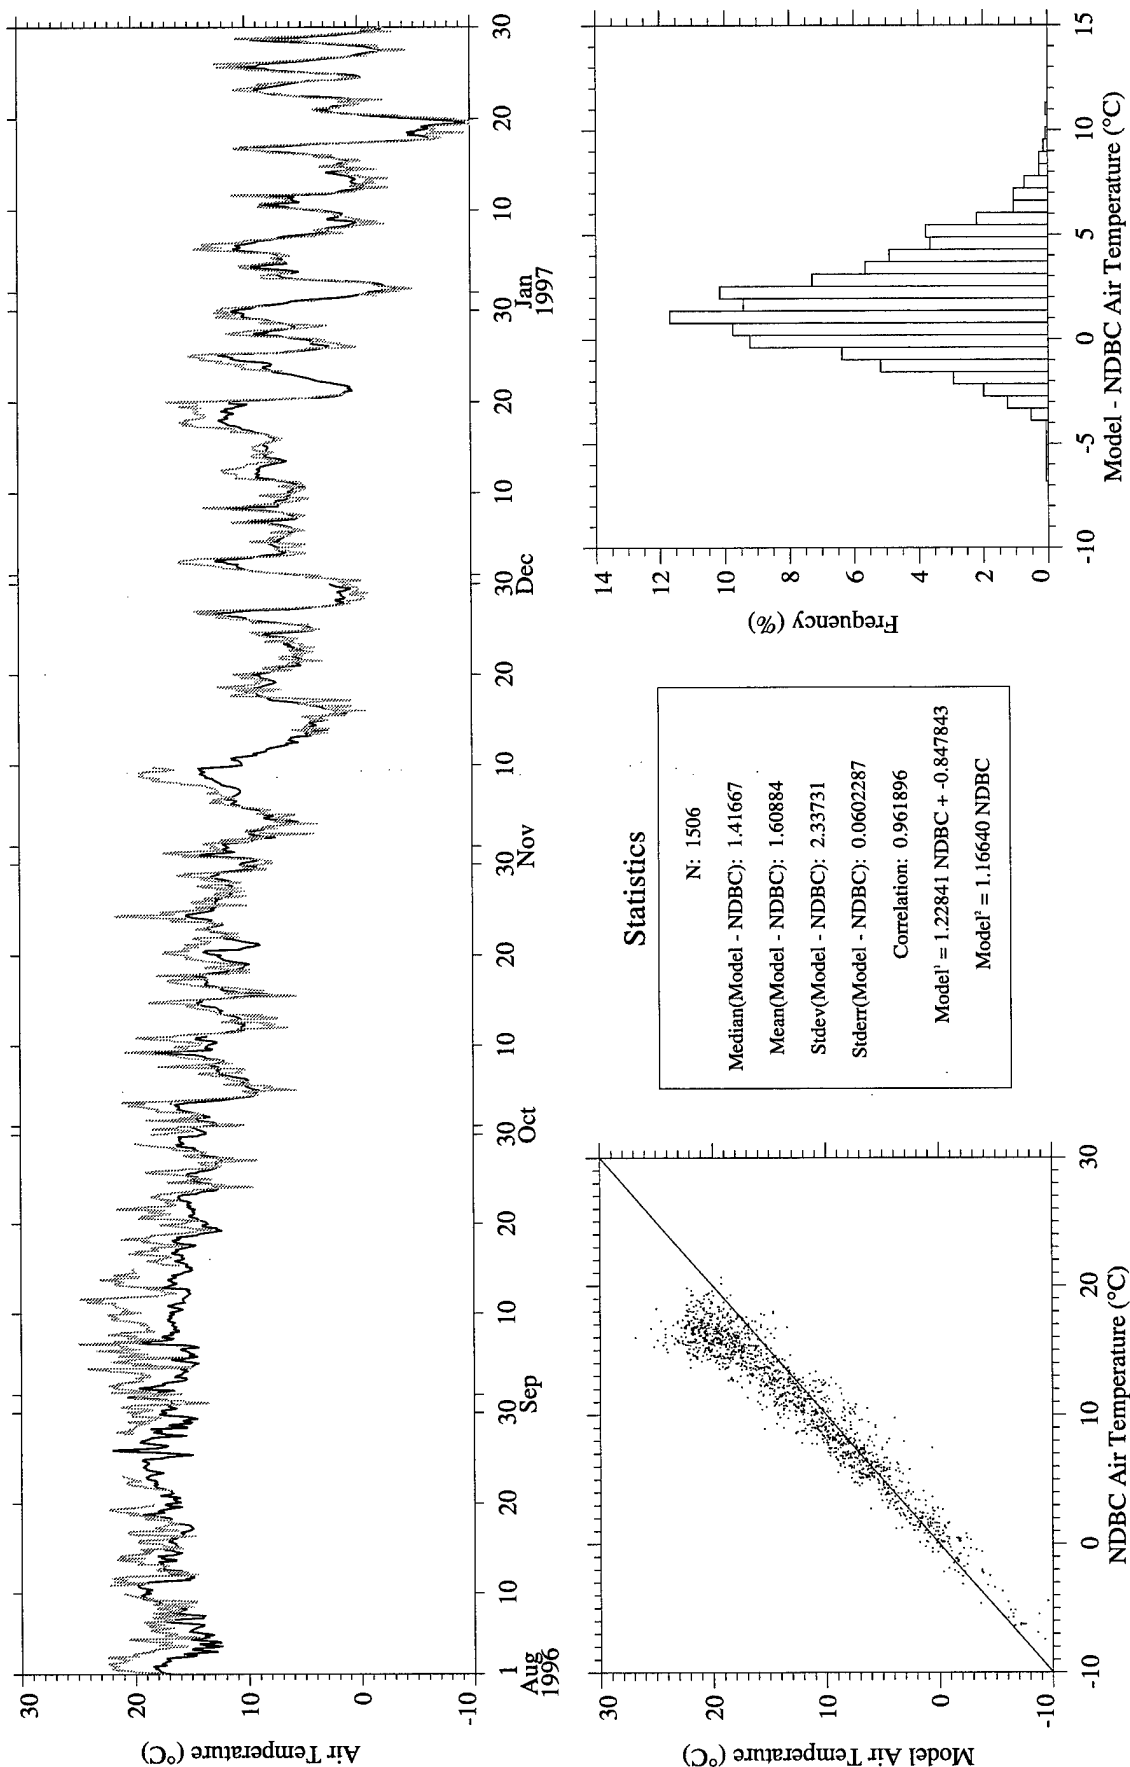 30
20
10
0
-10
Air Temperature (°C)
1
10
20
30
10
20
30
10
20
30
10
20
30
10
20
30
10
20
30
Aug
1996
Sep
Oct
Nov
Dec
Jan
1997
30
20
10
0
-10
Model Air Temperature (°C)
-10
0
10
20
30
NDBC Air Temperature (°C)
Statistics
N: 1506
Median(Model - NDBC): 1.41667
Mean(Model - NDBC): 1.60884
Stdev(Model - NDBC): 2.33731
Stderr(Model - NDBC): 0.0602287
Correlation: 0.961896
Model¹ = 1.22841 NDBC + -0.847843
Model² = 1.16640 NDBC
14
12
10
8
6
4
2
0
Frequency (%)
-10
-5
0
5
10
15
Model - NDBC Air Temperature (°C)